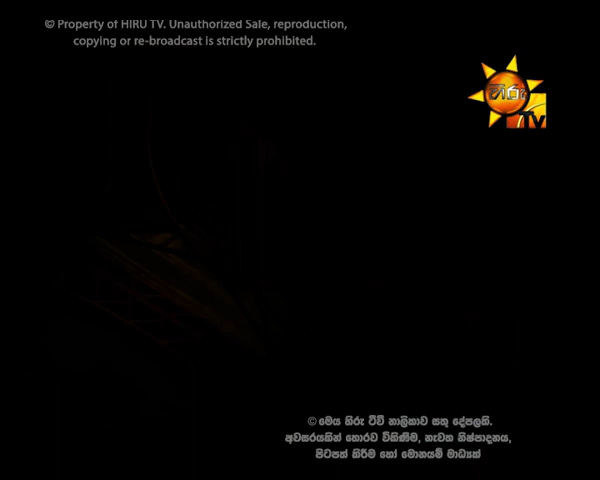 © Property of HIRU TV. Unauthorized Sale, reproduction,
copying or re-broadcast is strictly prohibited.
හිරු
TV
© මෙය හිරු ටීවී නාලිකාව සතු දේපලකි.
අවසරයකින් තොරව විකිණීම, නැවත නිෂ්පාදනය,
පිටපත් කිරීම හෝ මොනයම් මාධ්‍යක්